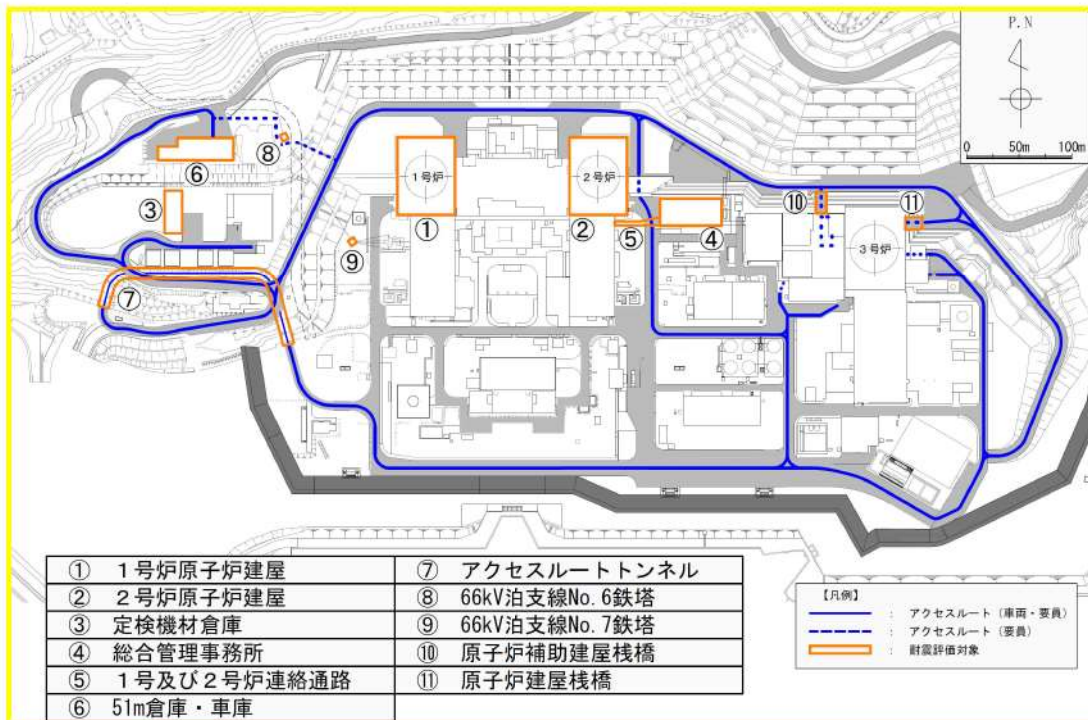 P.N
0 50m 100m
1号炉
2号炉
3号炉
①
②
③
④
⑤
⑥
⑦
⑧
⑨
⑩
⑪
① 1号炉原子炉建屋
② 2号炉原子炉建屋
③ 定検機材倉庫
④ 総合管理事務所
⑤ 1号及び2号炉連絡通路
⑥ 51m倉庫・車庫
⑦ アクセスルートトンネル
⑧ 66kV泊支線No.6鉄塔
⑨ 66kV泊支線No.7鉄塔
⑩ 原子炉補助建屋桟橋
⑪ 原子炉建屋桟橋
【凡例】
: アクセスルート(車両・要員)
: アクセスルート(要員)
: 耐震評価対象